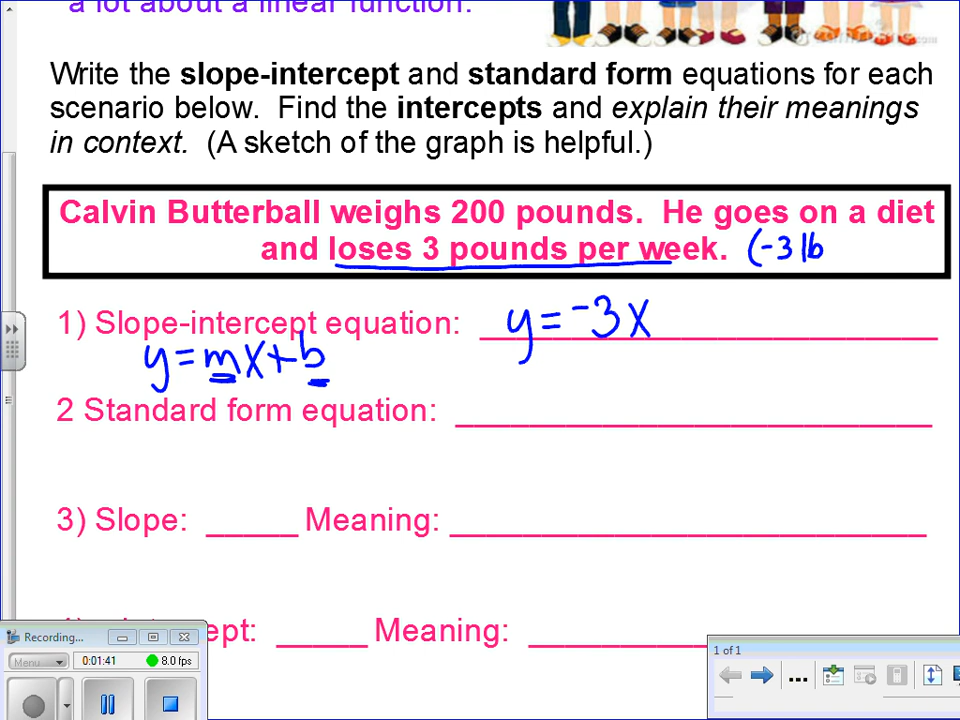 a lot about a linear function.
Write the slope-intercept and standard form equations for each
scenario below. Find the intercepts and explain their meanings
in context. (A sketch of the graph is helpful.)
Calvin Butterball weighs 200 pounds. He goes on a diet
and loses 3 pounds per week. (-3 lb
1) Slope-intercept equation: y = -3x
y = mx + b
2 Standard form equation:
3) Slope: _____ Meaning:
ept: _____ Meaning:
Recording...
Menu 0:01:41 8.0 fps
1 of 1